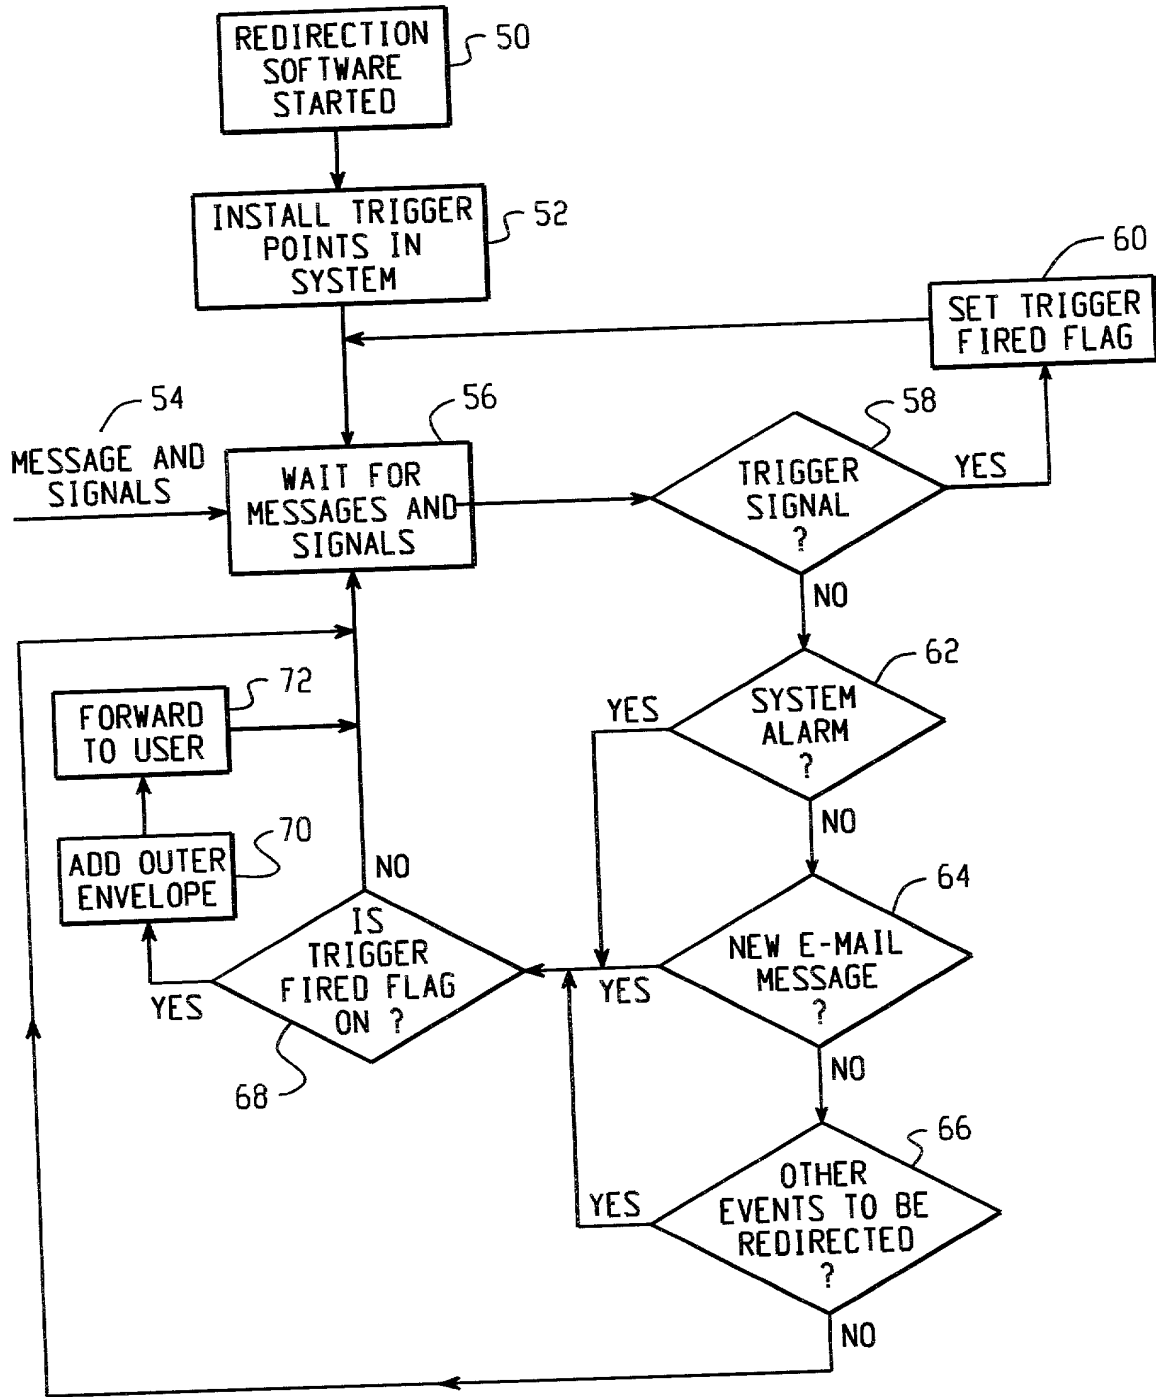 REDIRECTION
SOFTWARE
STARTED
50
INSTALL TRIGGER
POINTS IN
SYSTEM
52
60
SET TRIGGER
FIRED FLAG
54
MESSAGE AND
SIGNALS
56
WAIT FOR
MESSAGES AND
SIGNALS
58
TRIGGER
SIGNAL
?
YES
NO
62
SYSTEM
ALARM
?
YES
NO
72
FORWARD
TO USER
70
ADD OUTER
ENVELOPE
NO
64
NEW E-MAIL
MESSAGE
?
YES
NO
IS
TRIGGER
FIRED FLAG
ON ?
YES
68
66
OTHER
EVENTS TO BE
REDIRECTED
?
YES
NO